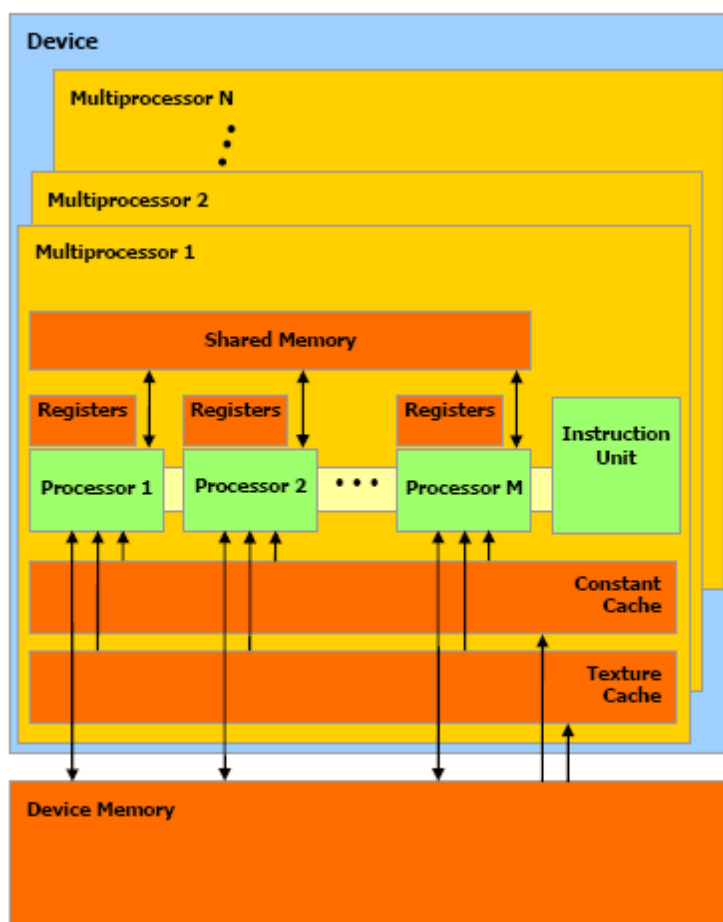 Device
Multiprocessor N
Multiprocessor 2
Multiprocessor 1
Shared Memory
Registers
Registers
Registers
Instruction
Unit
Processor 1
Processor 2
Processor M
Constant
Cache
Texture
Cache
Device Memory